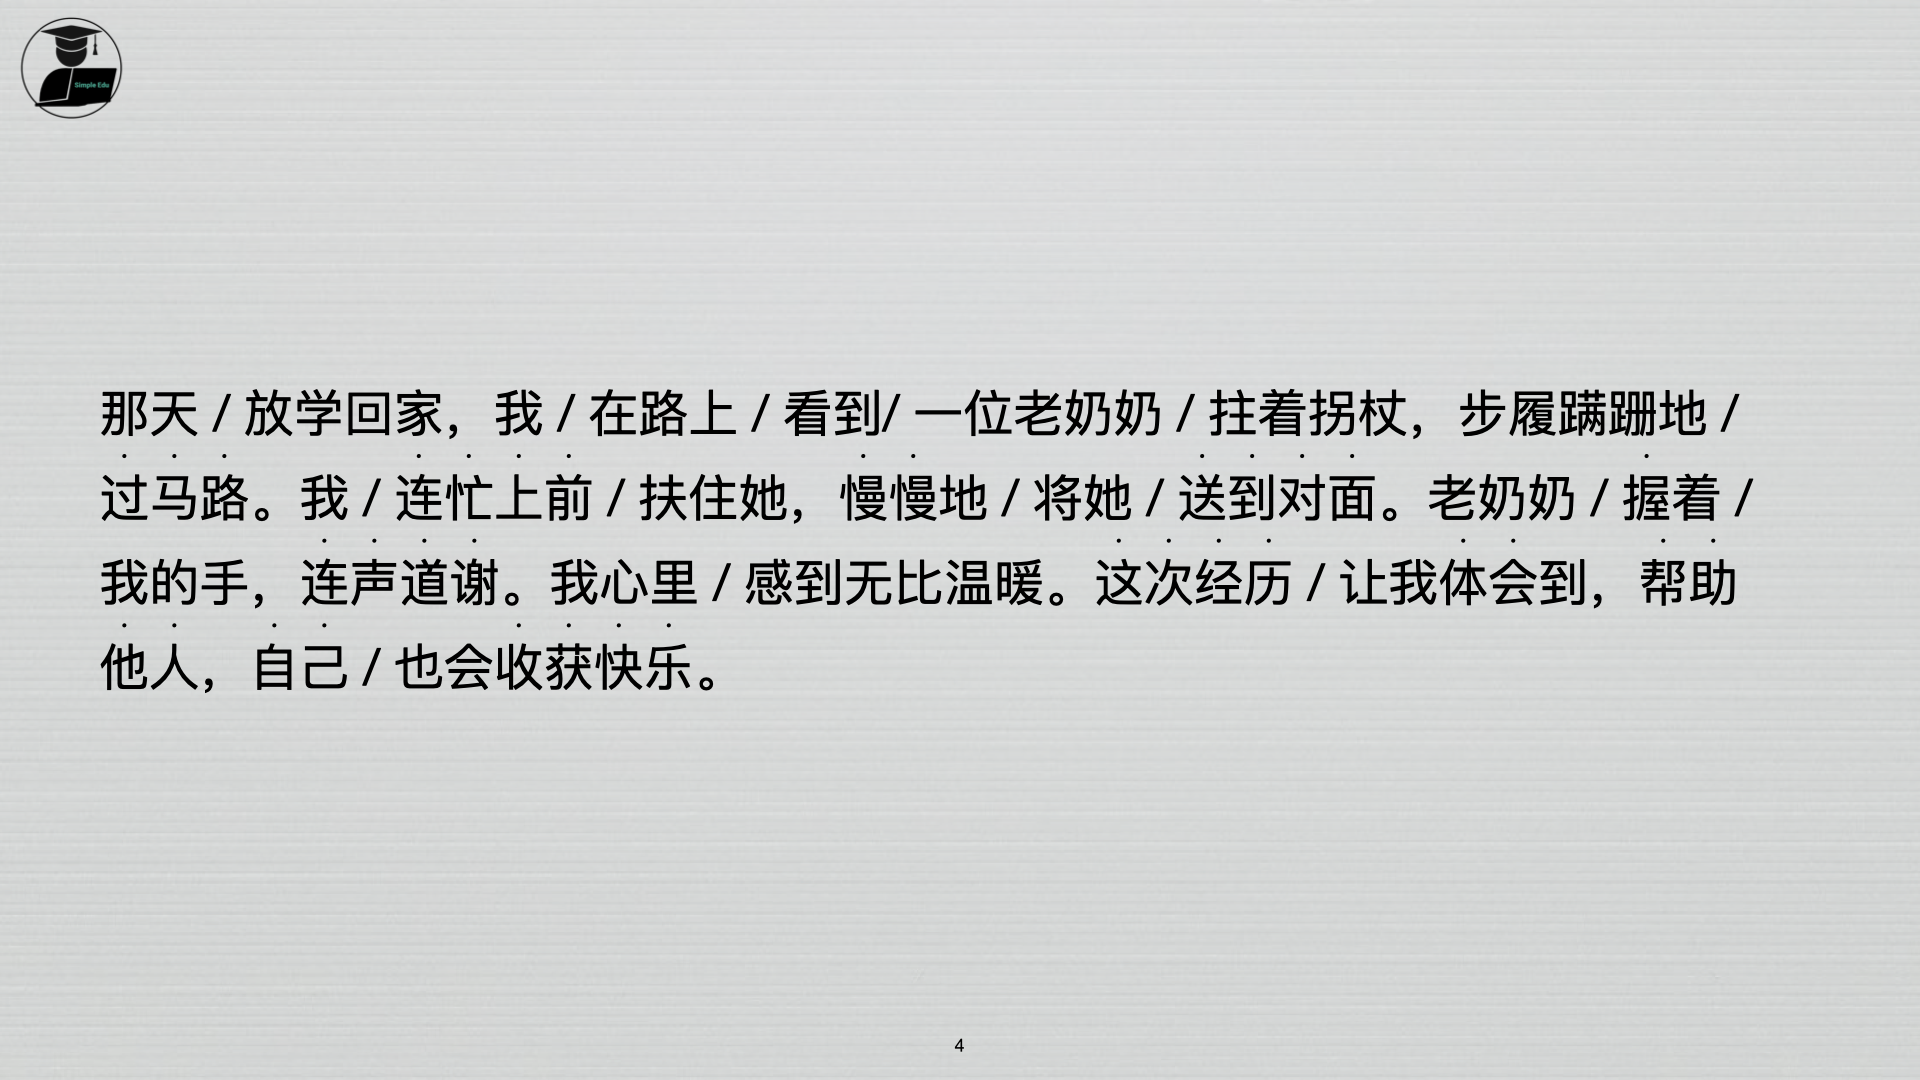 Simple Edu
那天 / 放学回家，我 / 在路上 / 看到/ 一位老奶奶 / 拄着拐杖，步履蹒跚地 /
过马路。我 / 连忙上前 / 扶住她，慢慢地 / 将她 / 送到对面。老奶奶 / 握着 /
我的手，连声道谢。我心里 / 感到无比温暖。这次经历 / 让我体会到，帮助
他人，自己 / 也会收获快乐。
4